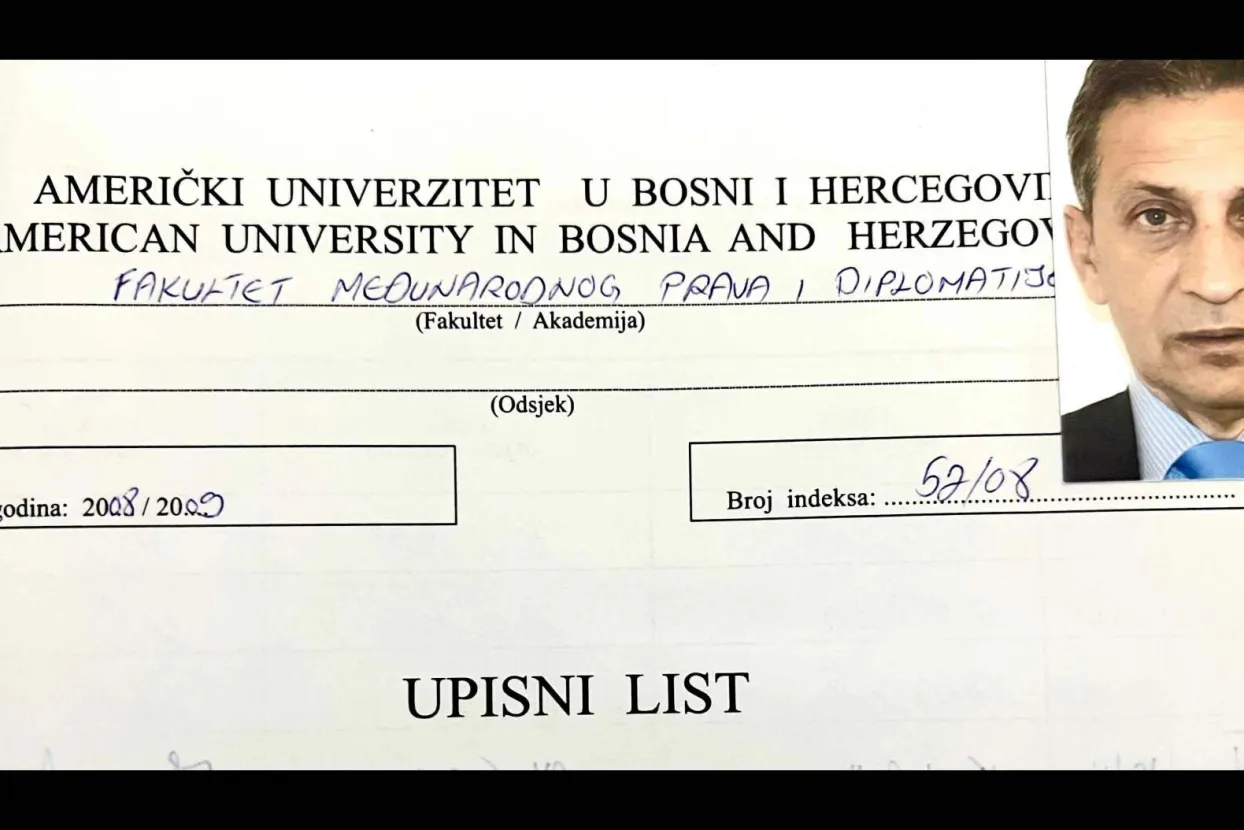 AMERIČKI UNIVERZITET U BOSNI I HERCEGOVI
AMERICAN UNIVERSITY IN BOSNIA AND HERZEGOV
FAKULTET MEĐUNARODNOG PRAVA I DIPLOMATIJE
(Fakultet / Akademija)
(Odsjek)
godina: 2008/2009
Broj indeksa: 52/08
UPISNI LIST